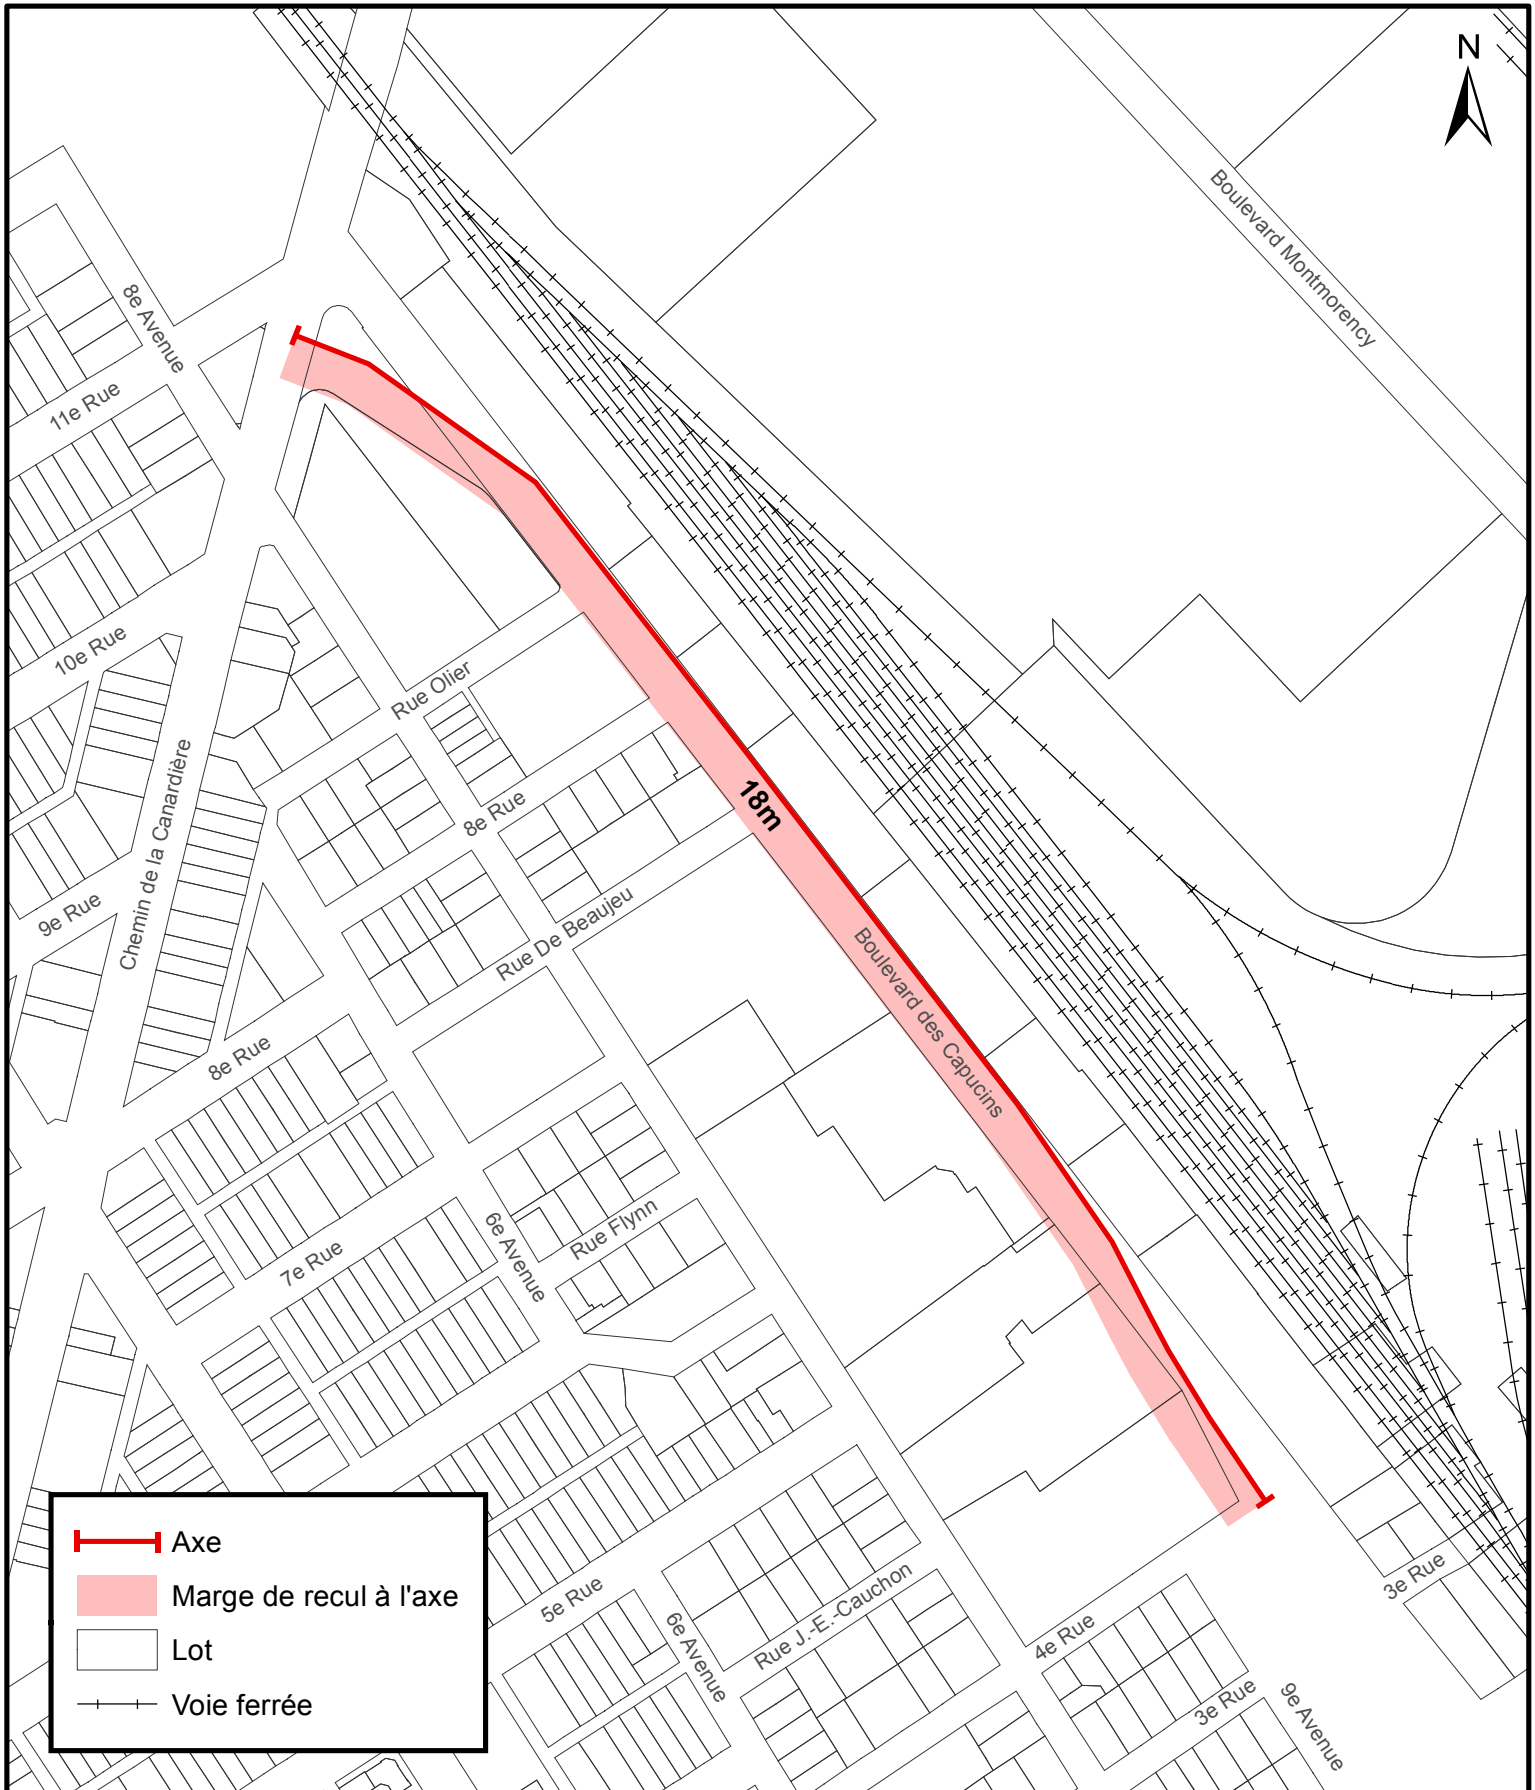 N
Boulevard Montmorency
8e Avenue
11e Rue
10e Rue
Rue Olier
Chemin de la Canardière
18m
8e Rue
9e Rue
Rue De Beaujeu
Boulevard des Capucins
8e Rue
6e Avenue
Rue Flynn
7e Rue
Axe
Marge de recul à l'axe
Lot
Voie ferrée
5e Rue
6e Avenue
Rue J.-E.-Cauchon
4e Rue
3e Rue
3e Rue
9e Avenue